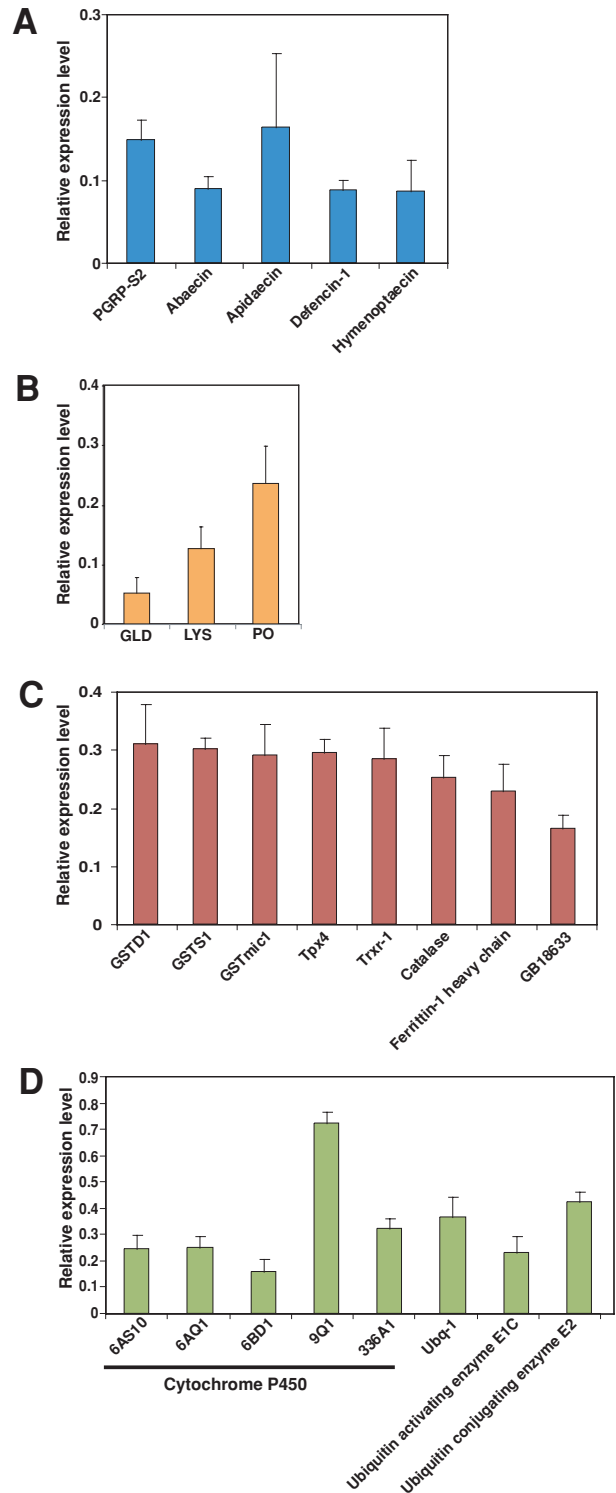 A
Relative expression level
0.3
0.2
0.1
0
PGRP-S2
Abaecin
Apidaecin
Defencin-1
Hymenoptaecin
B
Relative expression level
0.4
0.3
0.2
0.1
0
GLD LYS PO
C
Relative expression level
0.4
0.3
0.2
0.1
0
GSTD1
GSTS1
GSTmic1
Tpx4
Trxr-1
Catalase
Ferrittin-1 heavy chain
GB18633
D
Relative expression level
0.9
0.8
0.7
0.6
0.5
0.4
0.3
0.2
0.1
0
6AS10
6AQ1
6BD1
9Q1
336A1
Ubq-1
Ubiquitin activating enzyme E1C
Ubiquitin conjugating enzyme E2
Cytochrome P450